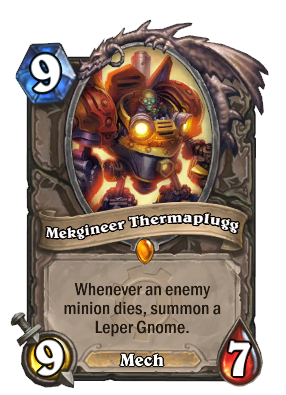 9
Mekgineer Thermaplugg
Whenever an enemy
minion dies, summon a
Leper Gnome.
9
Mech
7